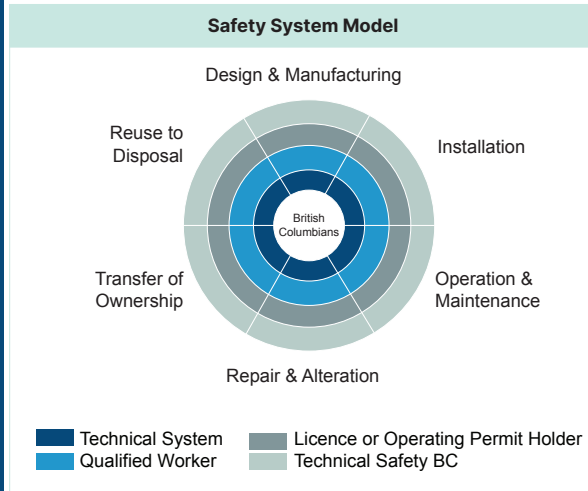 Safety System Model
Design & Manufacturing
Reuse to
Disposal
Installation
British
Columbians
Transfer of
Ownership
Operation &
Maintenance
Repair & Alteration
Technical System
Licence or Operating Permit Holder
Qualified Worker
Technical Safety BC